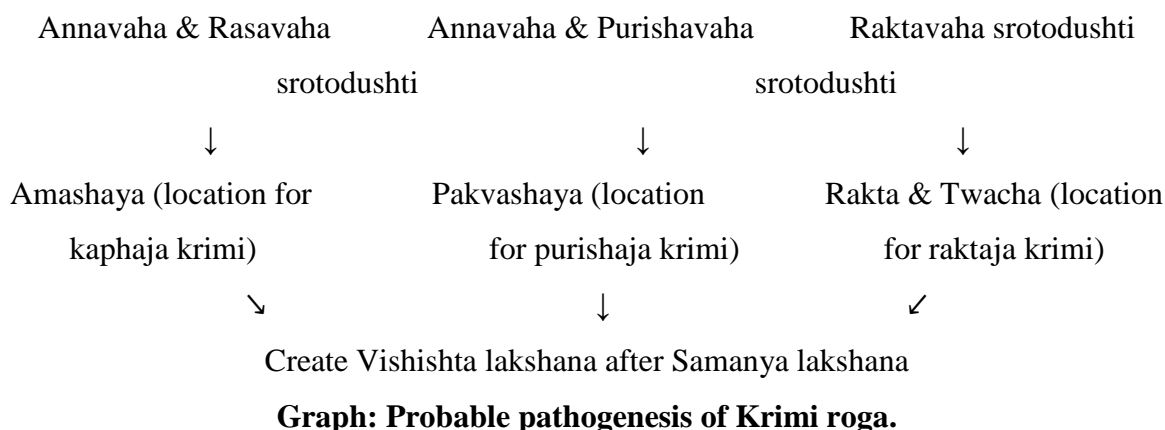 Annavaha & Rasavaha Annavaha & Purishavaha Raktavaha srotodushti
srotodushti srotodushti
↓ ↓ ↓
Amashaya (location for Pakvashaya (location Rakta & Twacha (location
kaphaja krimi) for purishaja krimi) for raktaja krimi)
↘ ↓ ↙
Create Vishishta lakshana after Samanya lakshana
Graph: Probable pathogenesis of Krimi roga.